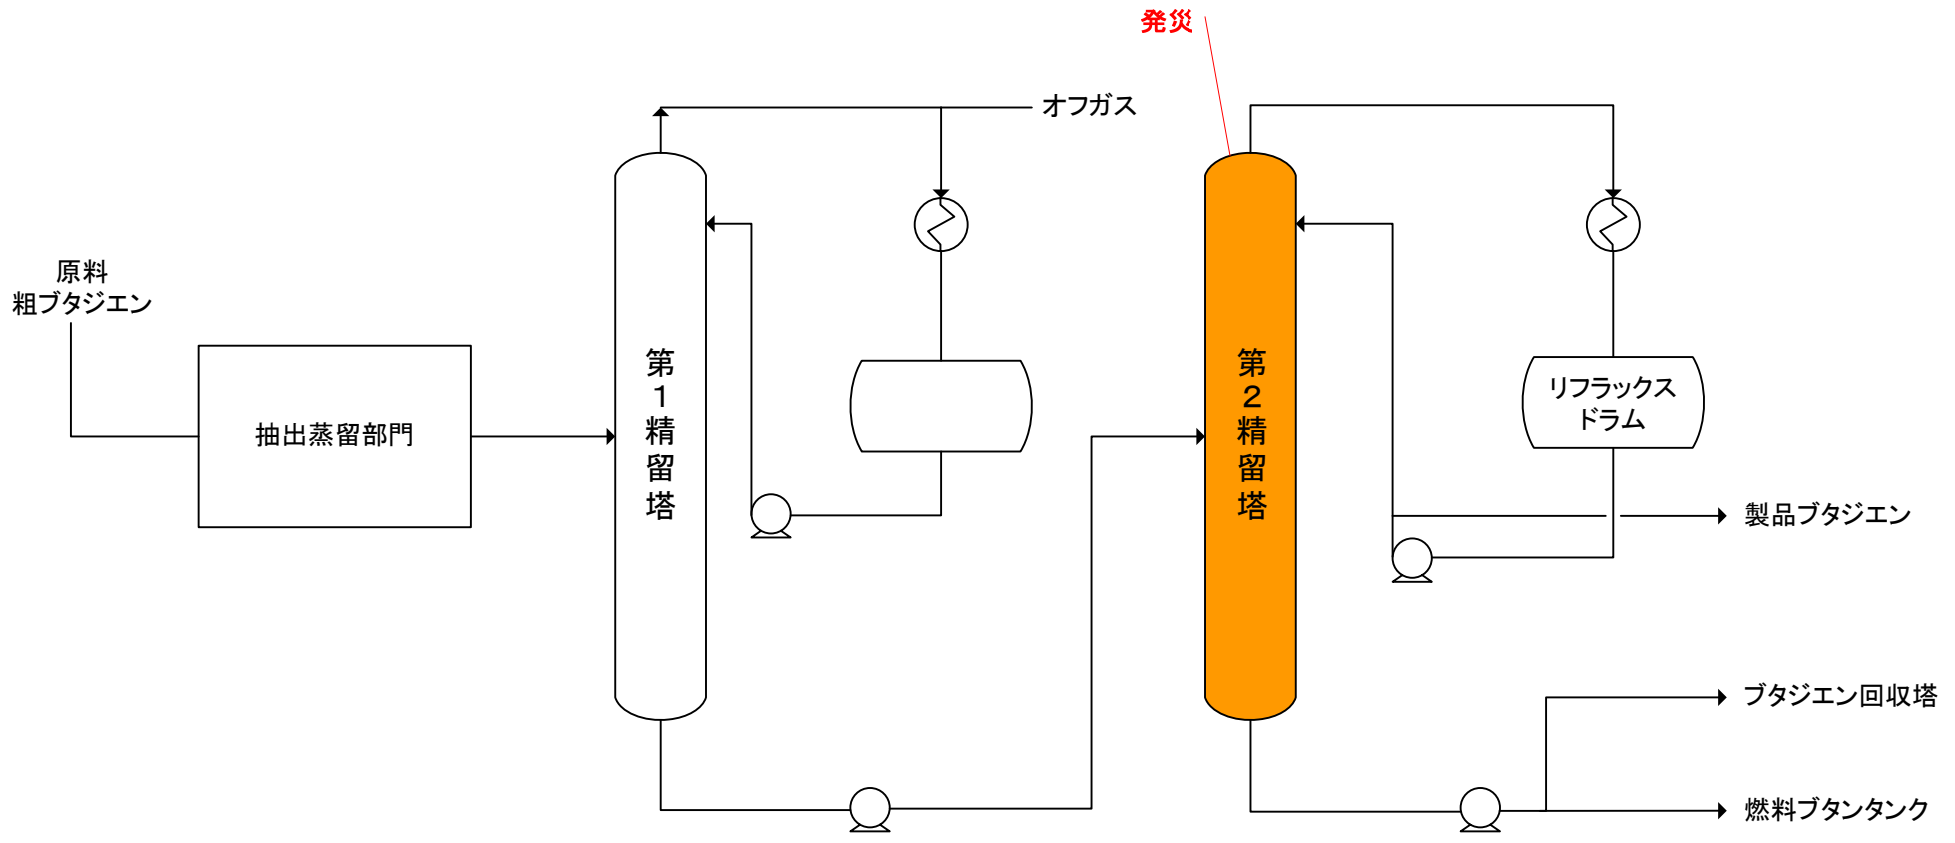 発災
オフガス
原料
粗ブタジエン
抽出蒸留部門
第1精留塔
第2精留塔
リフラックス
ドラム
製品ブタジエン
ブタジエン回収塔
燃料ブタンタンク